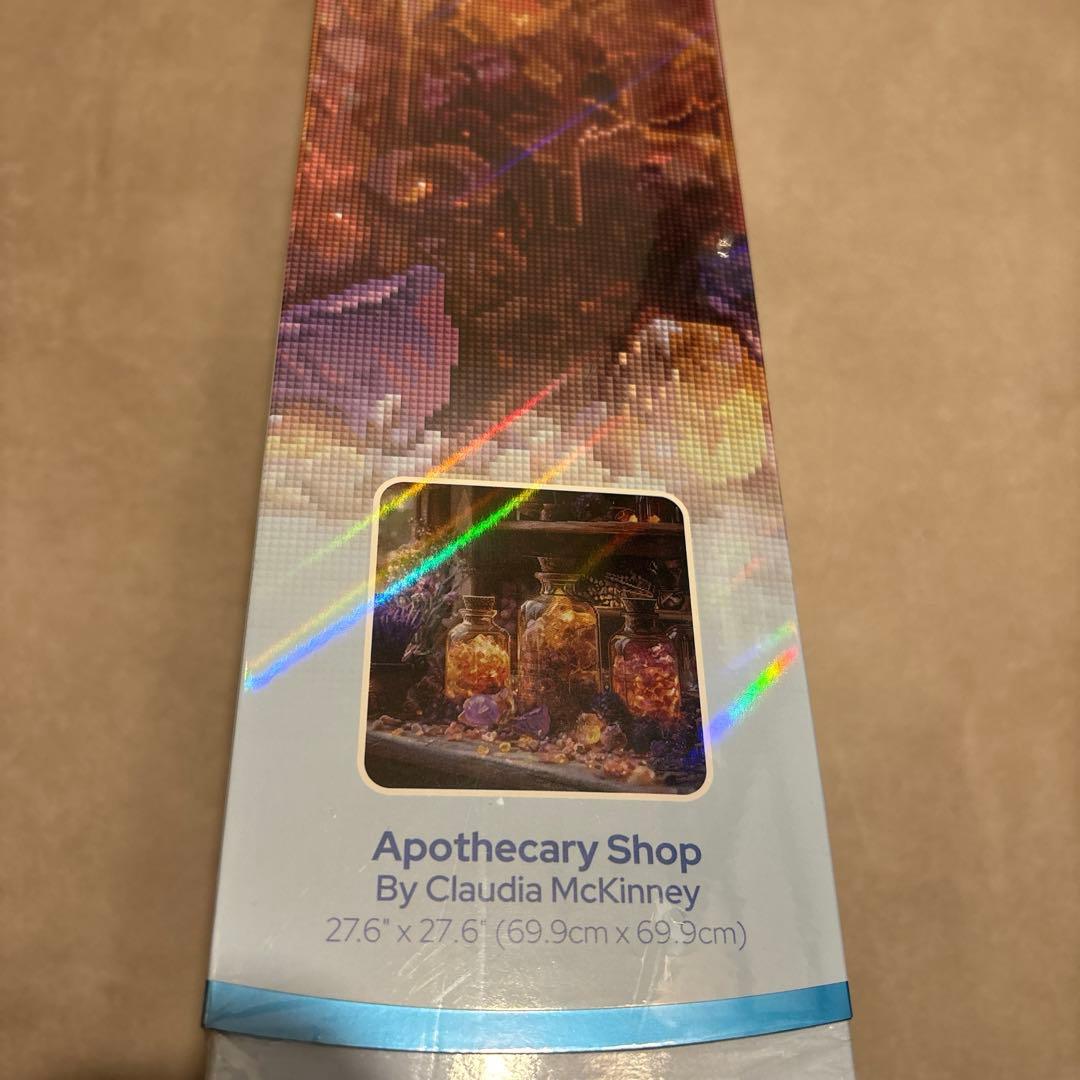 Apothecary Shop
By Claudia McKinney
27.6" x 27.6" (69.9cm x 69.9cm)